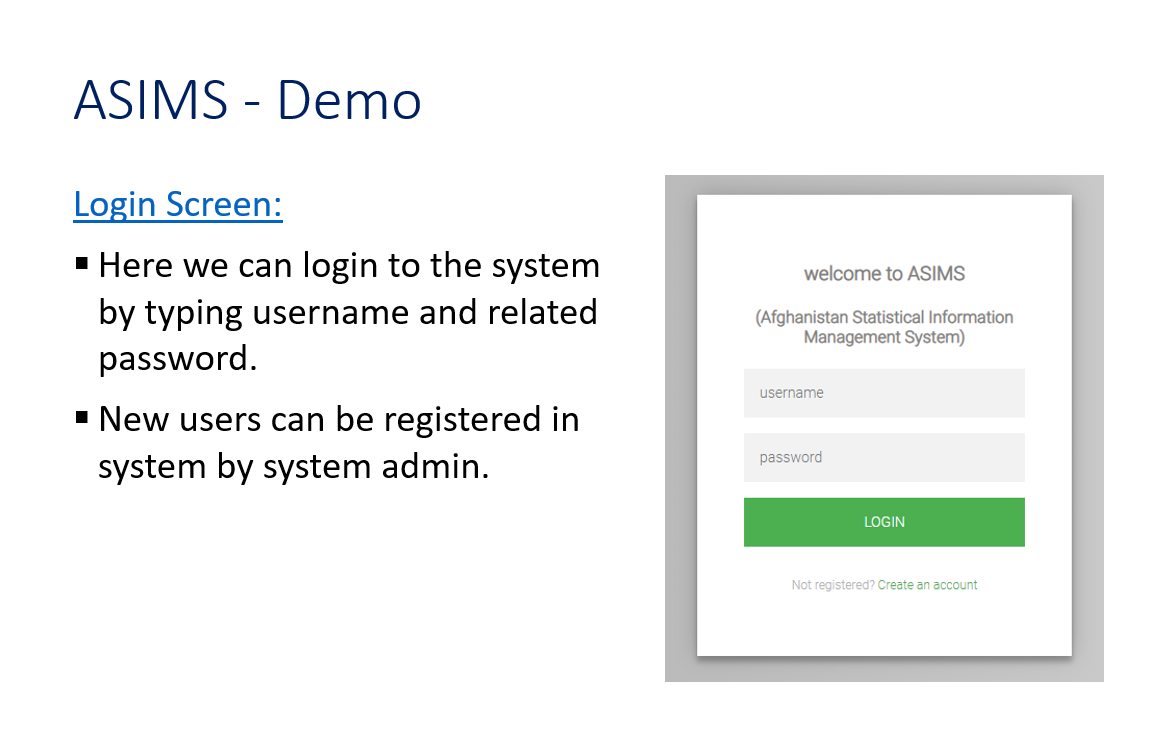 ASIMS - Demo
Login Screen:
▪ Here we can login to the system
by typing username and related
password.
▪ New users can be registered in
system by system admin.
welcome to ASIMS
(Afghanistan Statistical Information
Management System)
username
password
LOGIN
Not registered? Create an account